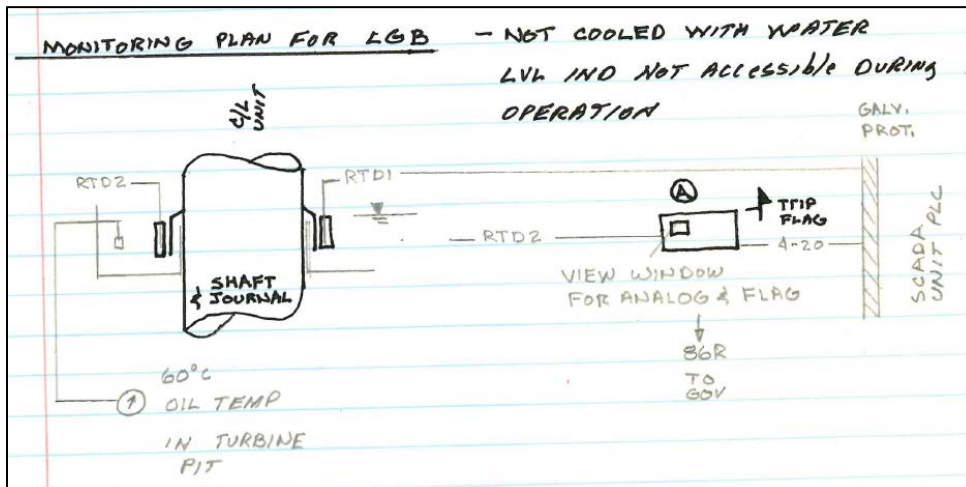 MONITORING PLAN FOR LGB - NOT COOLED WITH WATER
LVL IND NOT ACCESSIBLE DURING
OPERATION
C/L
UNIT
GALV.
PROT.
RTD2
RTD1
A
TRIP
FLAG
RTD2
4-20
SHAFT
& JOURNAL
VIEW WINDOW
FOR ANALOG & FLAG
SCADA
UNIT PLC
86R
TO
GOV
60°C
OIL TEMP
IN TURBINE
PIT